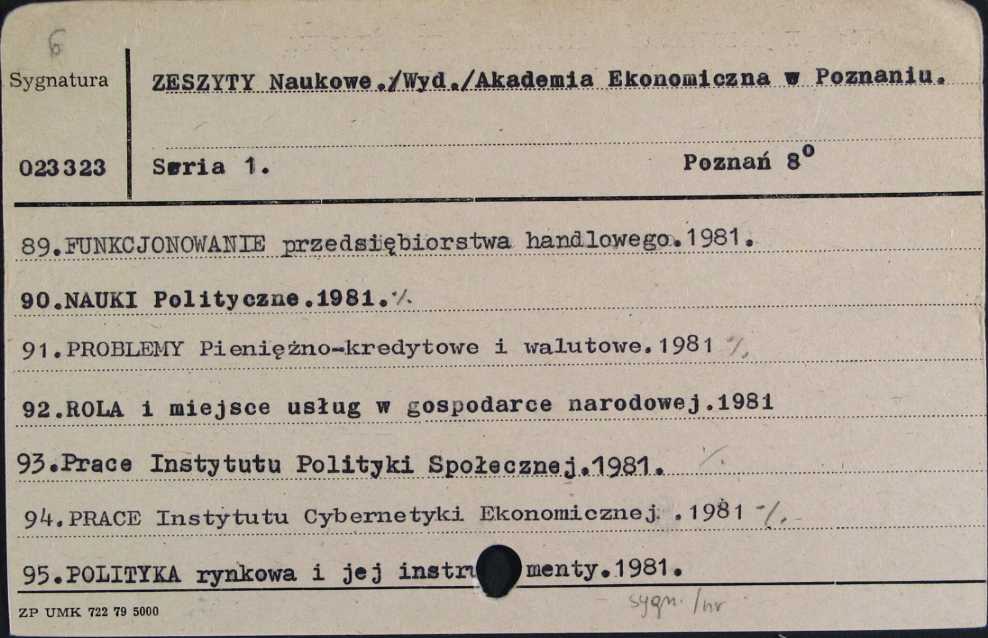 6
Sygnatura
ZESZYTY Naukowe./Wyd./Akademia Ekonomiczna w Poznaniu.
023323
Seria 1. Poznań 8⁰
89.FUNKCJONOWANIE przedsiębiorstwa handlowego.1981.
90.NAUKI Polityczne.1981.
91.PROBLEMY Pieniężno-kredytowe i walutowe.1981
92.ROLA i miejsce usług w gospodarce narodowej.1981
93.Prace Instytutu Polityki Społecznej.1981.
94.PRACE Instytutu Cybernetyki Ekonomicznej .1981
95.POLITYKA rynkowa i jej instru menty.1981.
ZP UMK 722 79 5000
sygn. /nr